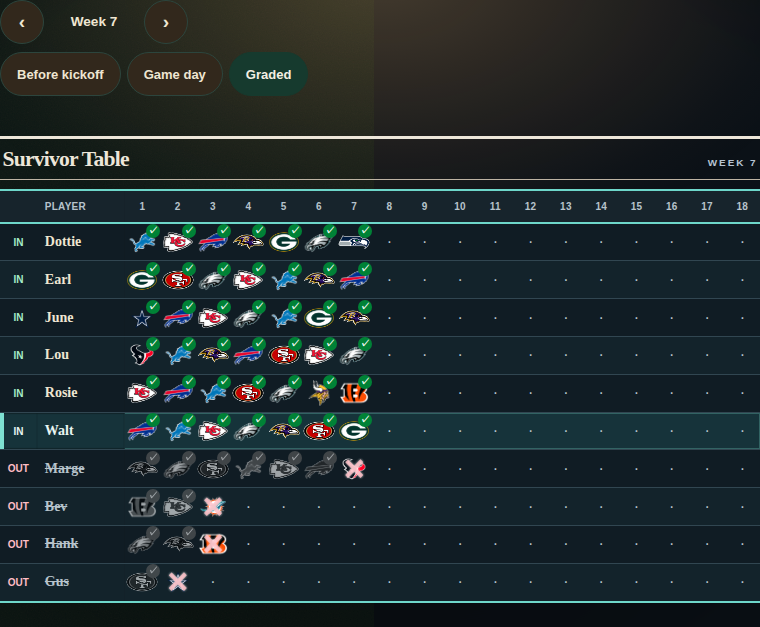 ‹ Week 7 ›
Before kickoff Game day Graded
Survivor Table WEEK 7
PLAYER 1 2 3 4 5 6 7 8 9 10 11 12 13 14 15 16 17 18
IN Dottie
IN Earl
IN June
IN Lou
IN Rosie
IN Walt
OUT Marge
OUT Bev
OUT Hank
OUT Gus